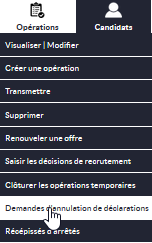 Opérations Candidats
Visualiser | Modifier
Créer une opération
Transmettre
Supprimer
Renouveler une offre
Saisir les décisions de recrutement
Clôturer les opérations temporaires
Demandes d'annulation de déclarations
Récépissés d'arrêtés